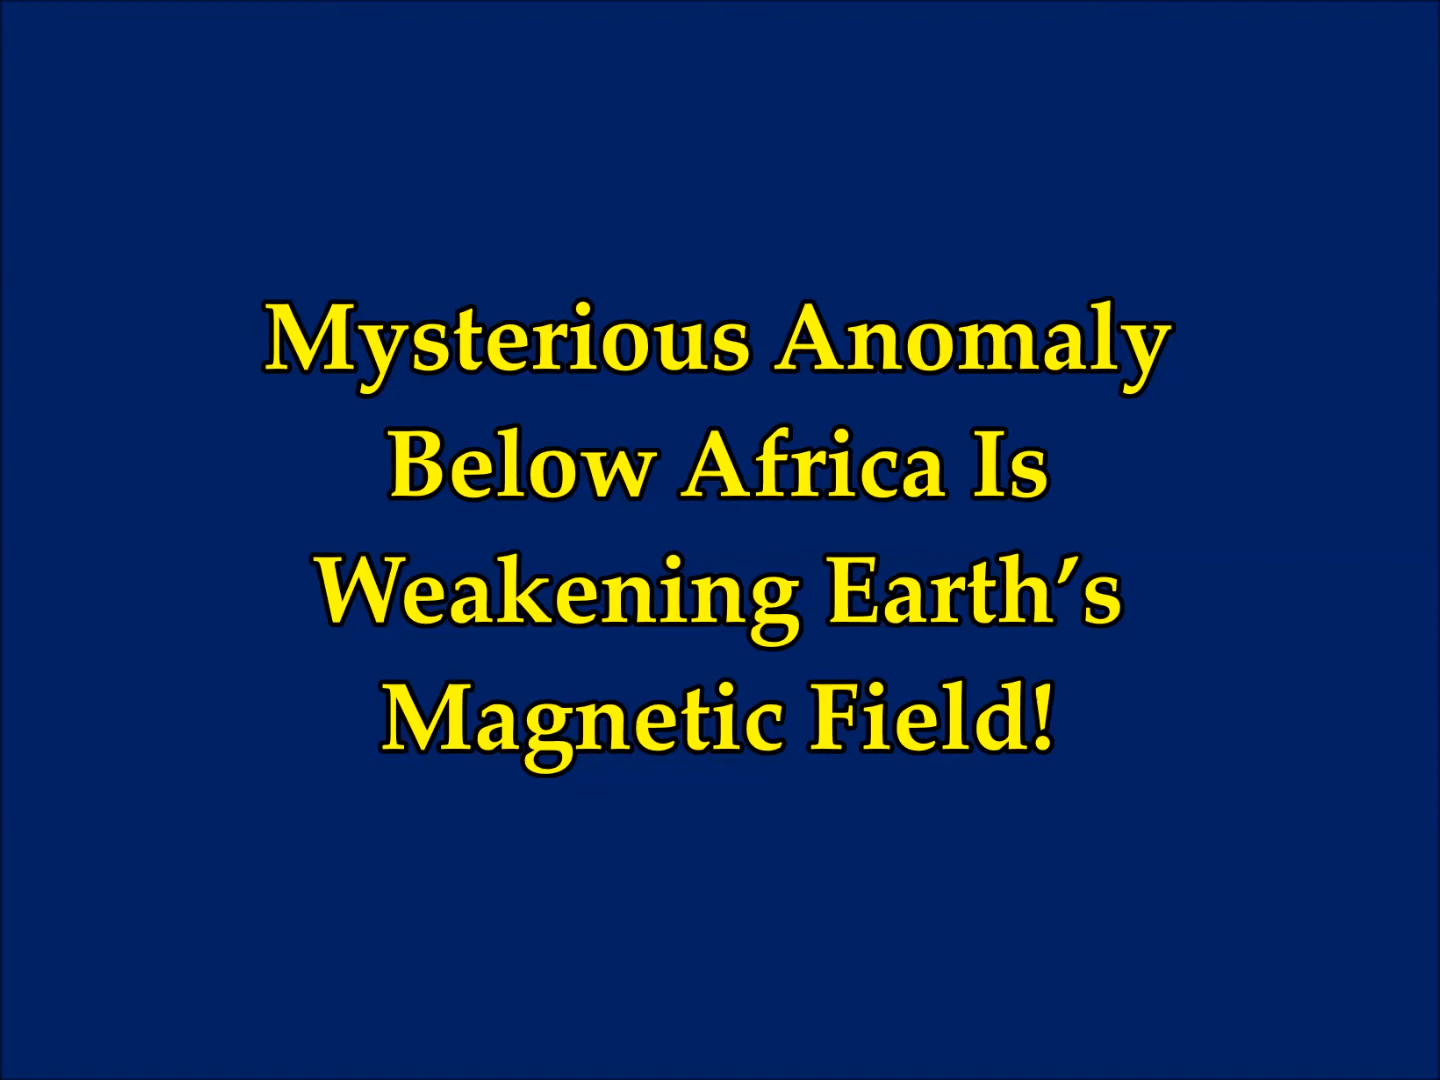 Mysterious Anomaly
Below Africa Is
Weakening Earth’s
Magnetic Field!